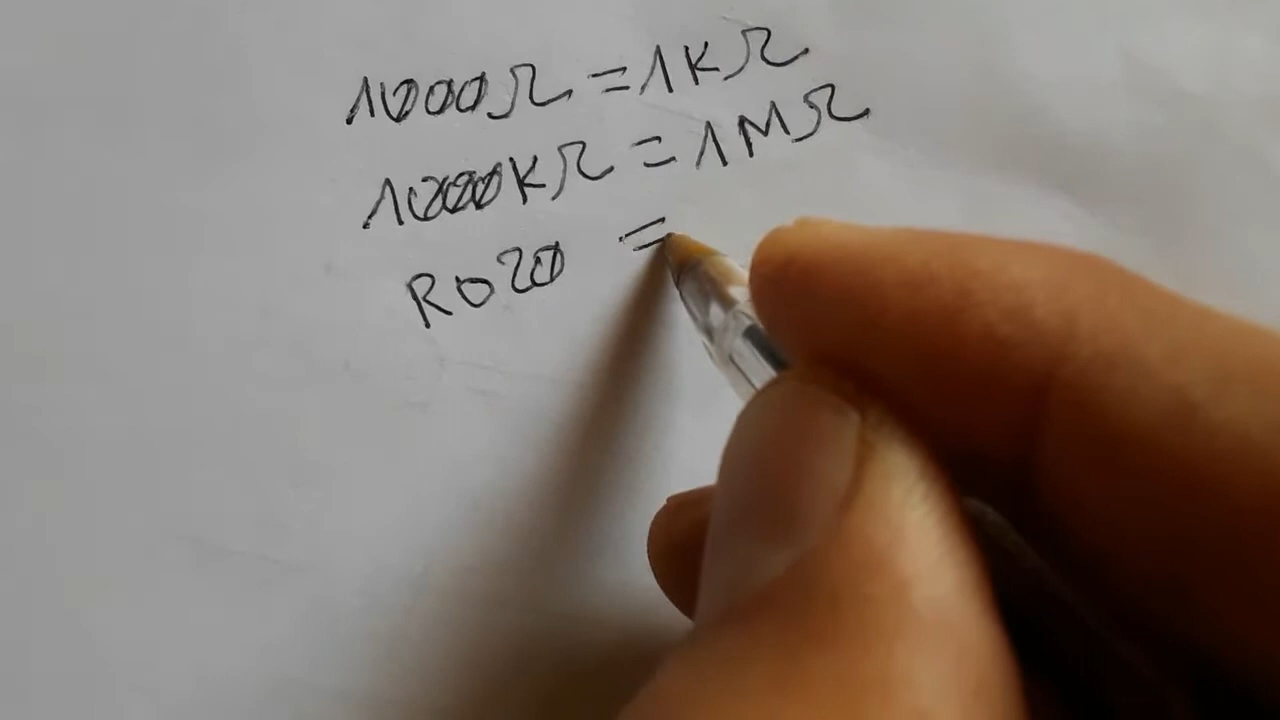 1000Ω = 1KΩ
1000KΩ = 1MΩ
R020 =